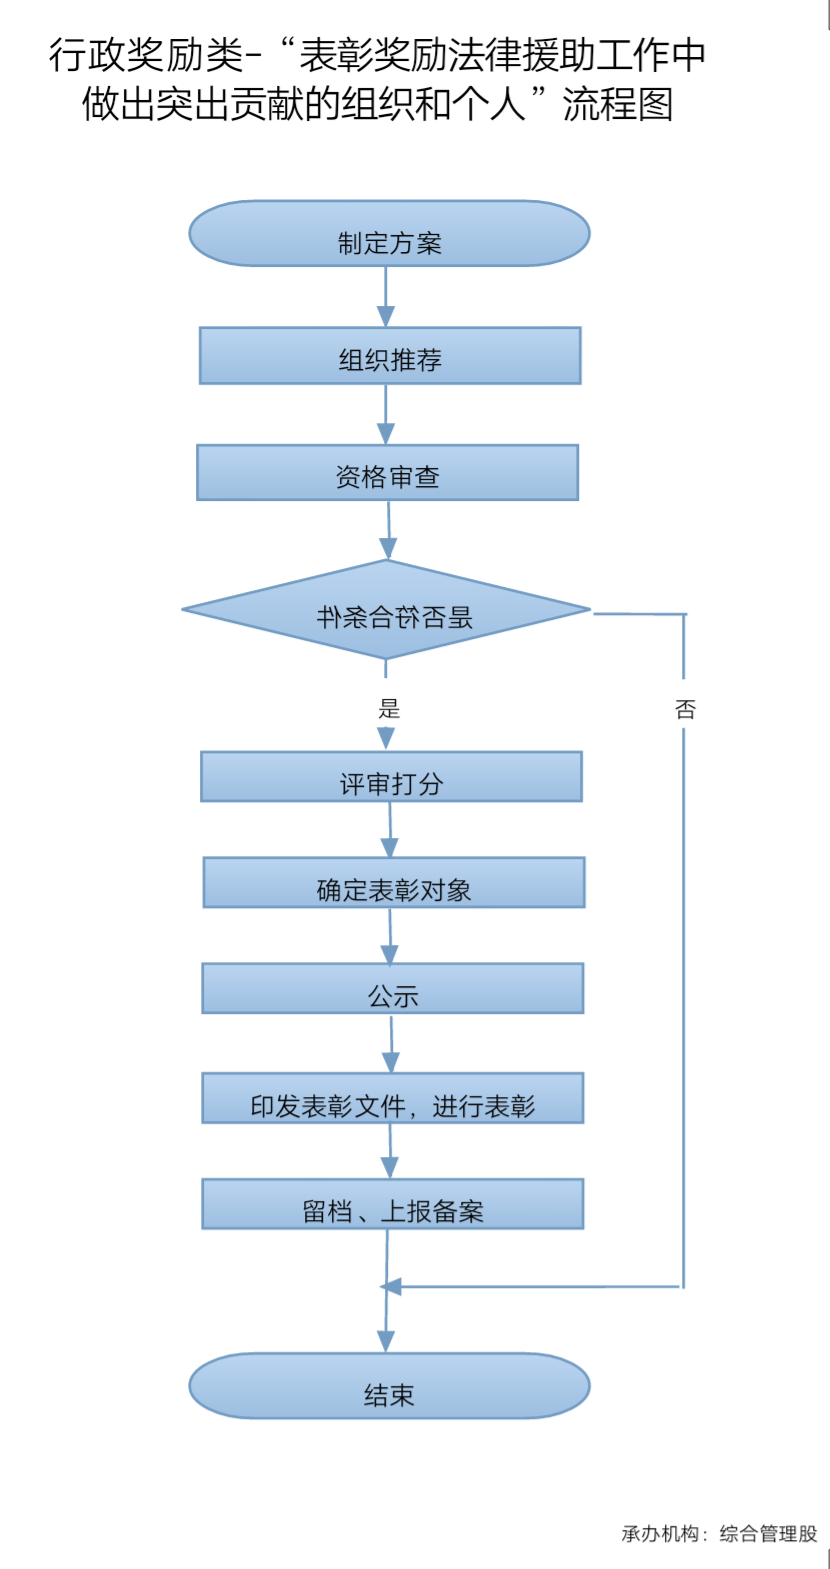 行政奖励类-“表彰奖励法律援助工作中
做出突出贡献的组织和个人”流程图
制定方案
组织推荐
资格审查
是否符合条件
是
否
评审打分
确定表彰对象
公示
印发表彰文件，进行表彰
留档、上报备案
结束
承办机构：综合管理股